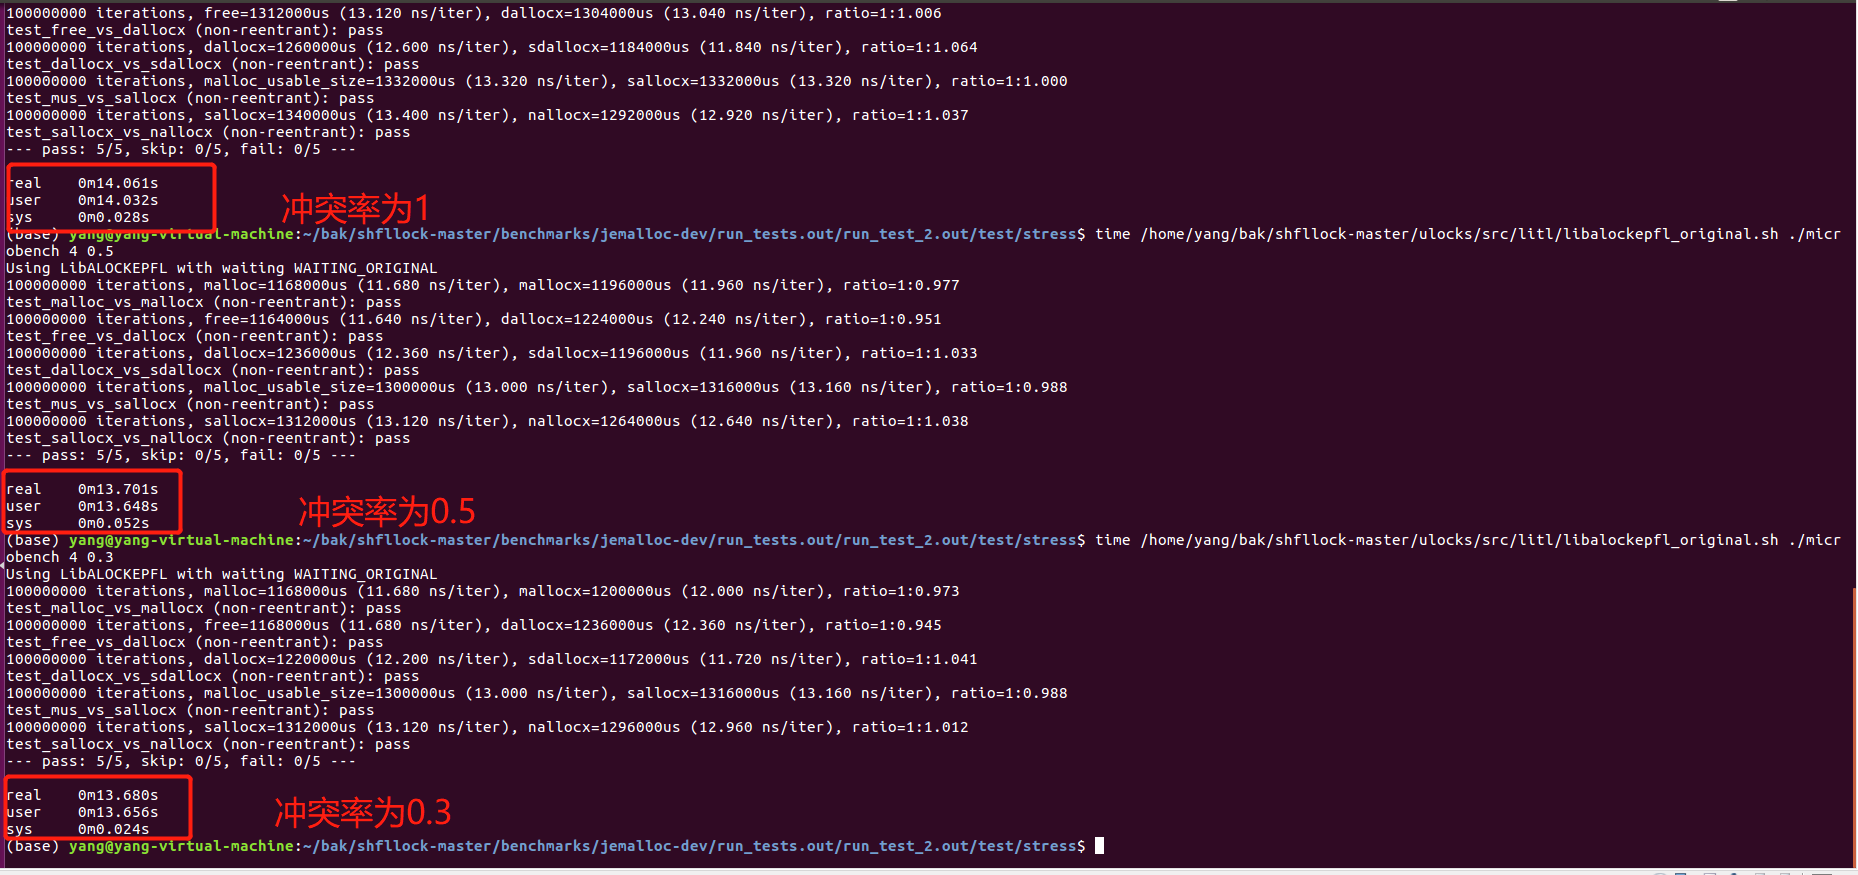 100000000 iterations, free=1312000us (13.120 ns/iter), dallocx=1304000us (13.040 ns/iter), ratio=1:1.006
test_free_vs_dallocx (non-reentrant): pass
100000000 iterations, dallocx=1260000us (12.600 ns/iter), sdallocx=1184000us (11.840 ns/iter), ratio=1:1.064
test_dallocx_vs_sdallocx (non-reentrant): pass
100000000 iterations, malloc_usable_size=1332000us (13.320 ns/iter), sallocx=1332000us (13.320 ns/iter), ratio=1:1.000
test_mus_vs_sallocx (non-reentrant): pass
100000000 iterations, sallocx=1340000us (13.400 ns/iter), nallocx=1292000us (12.920 ns/iter), ratio=1:1.037
test_sallocx_vs_nallocx (non-reentrant): pass
--- pass: 5/5, skip: 0/5, fail: 0/5 ---
real 0m14.061s
user 0m14.032s
冲突率为1
sys 0m0.028s
(base) yang@yang-virtual-machine:~/bak/shfllock-master/benchmarks/jemalloc-dev/run_tests.out/run_test_2.out/test/stress$ time /home/yang/bak/shfllock-master/ulocks/src/litl/libalockepfl_original.sh ./micr
obench 4 0.5
Using LibALOCKEPFL with waiting WAITING_ORIGINAL
100000000 iterations, malloc=1168000us (11.680 ns/iter), mallocx=1196000us (11.960 ns/iter), ratio=1:0.977
test_malloc_vs_mallocx (non-reentrant): pass
100000000 iterations, free=1164000us (11.640 ns/iter), dallocx=1224000us (12.240 ns/iter), ratio=1:0.951
test_free_vs_dallocx (non-reentrant): pass
100000000 iterations, dallocx=1236000us (12.360 ns/iter), sdallocx=1196000us (11.960 ns/iter), ratio=1:1.033
test_dallocx_vs_sdallocx (non-reentrant): pass
100000000 iterations, malloc_usable_size=1300000us (13.000 ns/iter), sallocx=1316000us (13.160 ns/iter), ratio=1:0.988
test_mus_vs_sallocx (non-reentrant): pass
100000000 iterations, sallocx=1312000us (13.120 ns/iter), nallocx=1264000us (12.640 ns/iter), ratio=1:1.038
test_sallocx_vs_nallocx (non-reentrant): pass
--- pass: 5/5, skip: 0/5, fail: 0/5 ---
real 0m13.701s
user 0m13.648s
冲突率为0.5
sys 0m0.052s
(base) yang@yang-virtual-machine:~/bak/shfllock-master/benchmarks/jemalloc-dev/run_tests.out/run_test_2.out/test/stress$ time /home/yang/bak/shfllock-master/ulocks/src/litl/libalockepfl_original.sh ./micr
obench 4 0.3
Using LibALOCKEPFL with waiting WAITING_ORIGINAL
100000000 iterations, malloc=1168000us (11.680 ns/iter), mallocx=1200000us (12.000 ns/iter), ratio=1:0.973
test_malloc_vs_mallocx (non-reentrant): pass
100000000 iterations, free=1168000us (11.680 ns/iter), dallocx=1236000us (12.360 ns/iter), ratio=1:0.945
test_free_vs_dallocx (non-reentrant): pass
100000000 iterations, dallocx=1220000us (12.200 ns/iter), sdallocx=1172000us (11.720 ns/iter), ratio=1:1.041
test_dallocx_vs_sdallocx (non-reentrant): pass
100000000 iterations, malloc_usable_size=1300000us (13.000 ns/iter), sallocx=1316000us (13.160 ns/iter), ratio=1:0.988
test_mus_vs_sallocx (non-reentrant): pass
100000000 iterations, sallocx=1312000us (13.120 ns/iter), nallocx=1296000us (12.960 ns/iter), ratio=1:1.012
test_sallocx_vs_nallocx (non-reentrant): pass
--- pass: 5/5, skip: 0/5, fail: 0/5 ---
real 0m13.680s
user 0m13.656s
冲突率为0.3
sys 0m0.024s
(base) yang@yang-virtual-machine:~/bak/shfllock-master/benchmarks/jemalloc-dev/run_tests.out/run_test_2.out/test/stress$